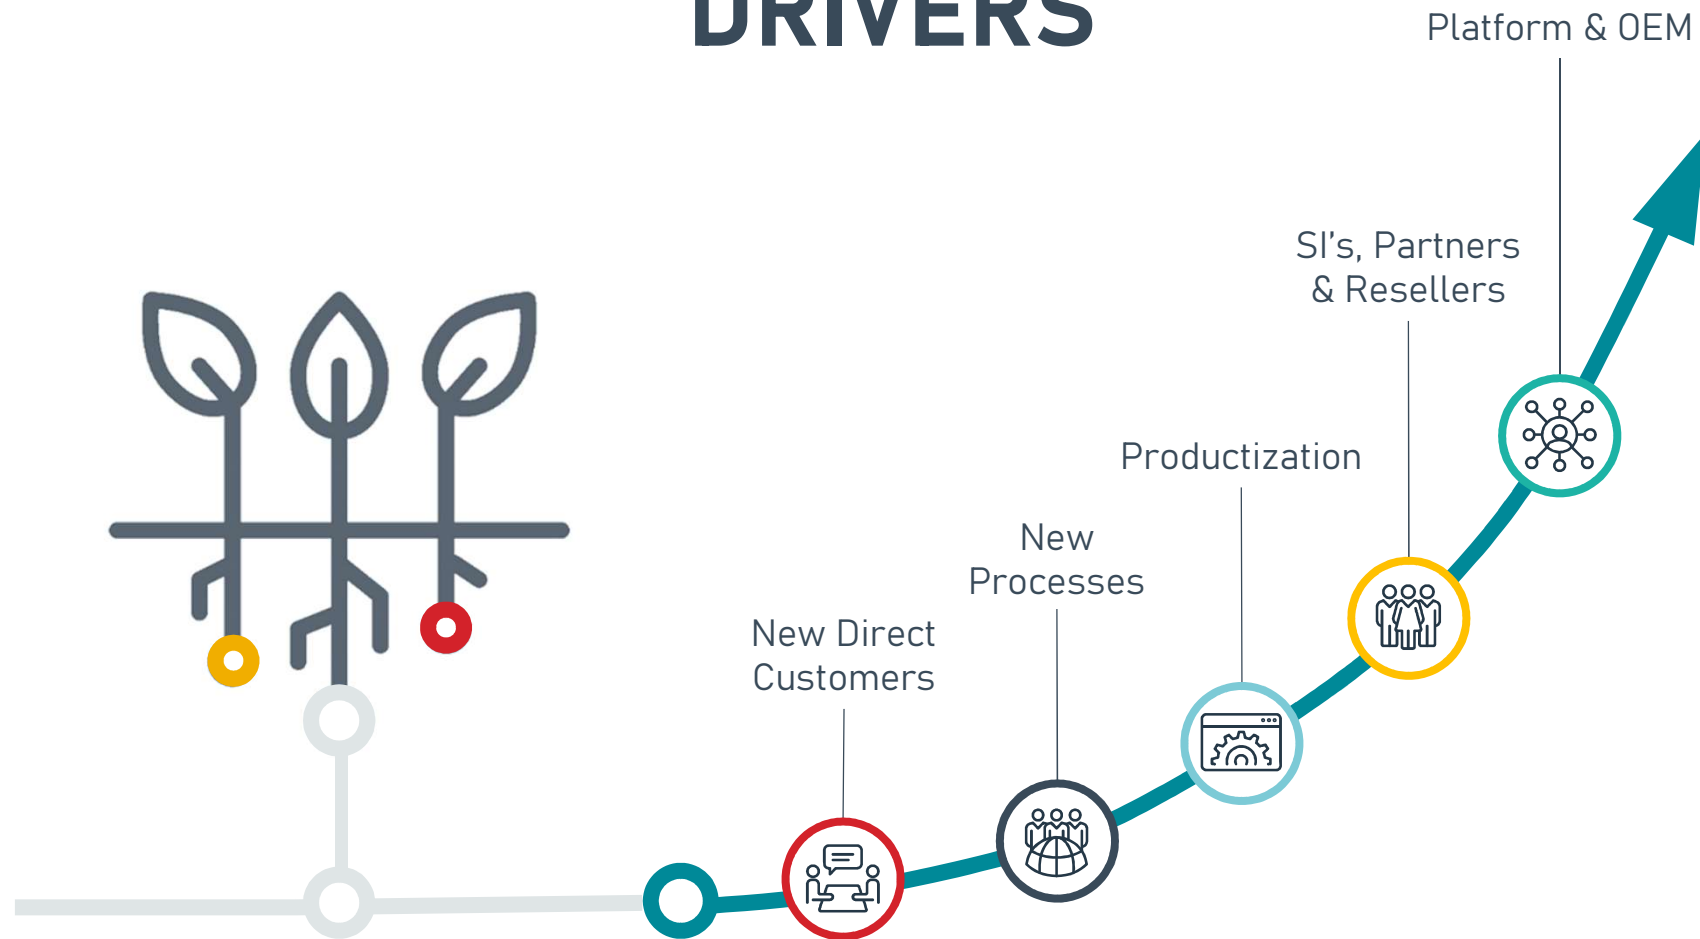 DRIVERS
Platform & OEM
SI's, Partners
& Resellers
Productization
New
Processes
New Direct
Customers